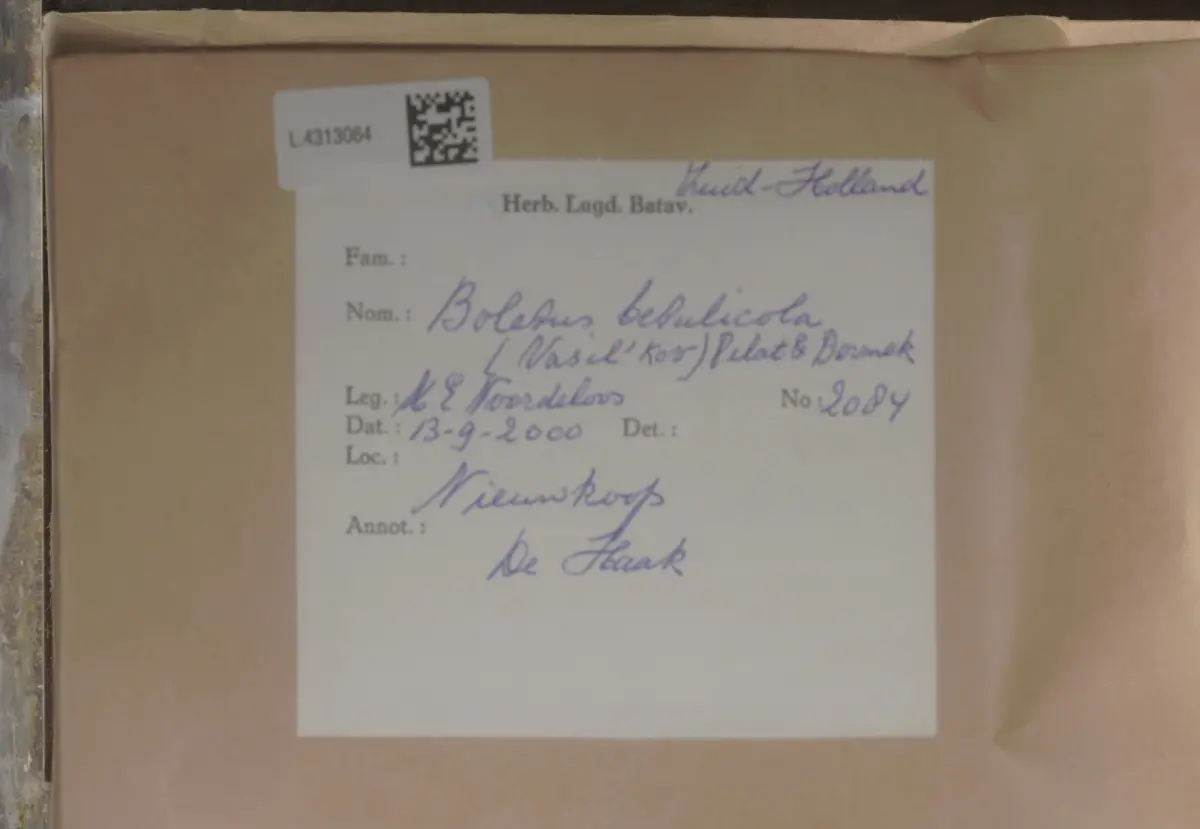 L.4313064
Zuid-Holland
Herb. Lugd. Batav.
Fam. :
Nom. : Boletus betulicola
(Vasil'kov) Pilat & Dermek
Leg. : M E Noordeloos No : 2084
Dat. : 13-9-2000 Det. :
Loc. :
Nieuwkoop
Annot. :
De Haak